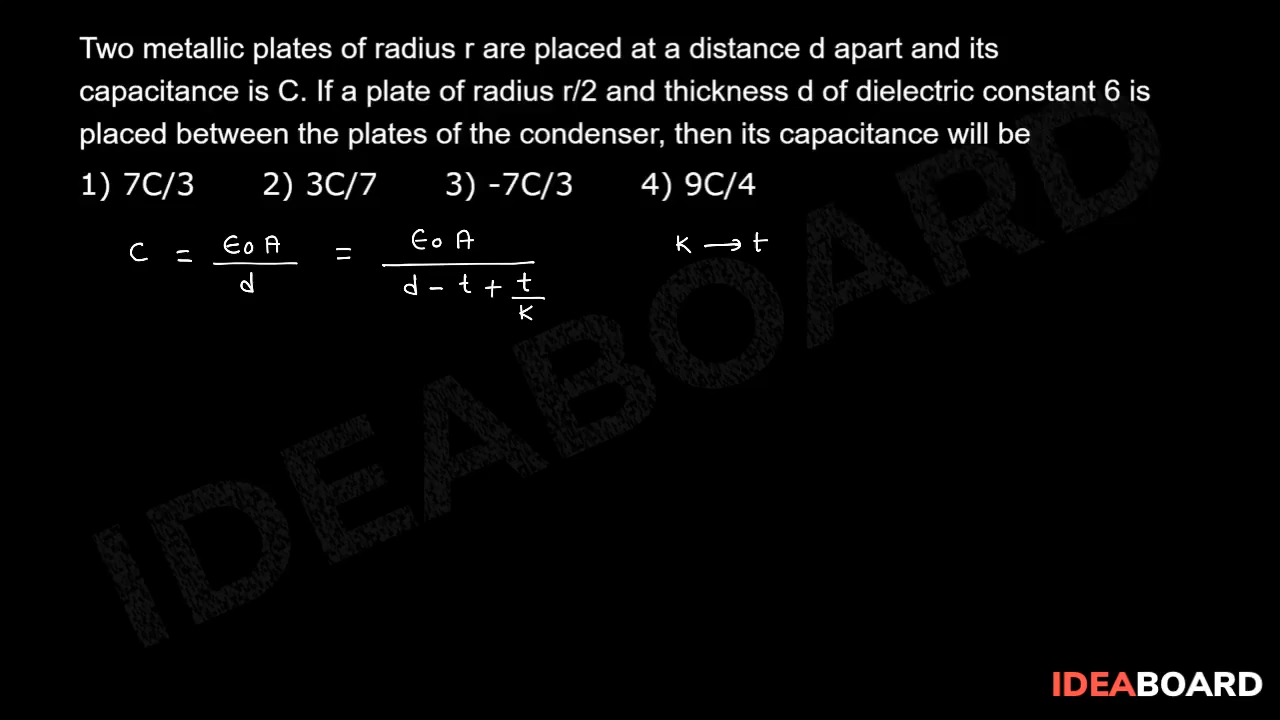 Two metallic plates of radius r are placed at a distance d apart and its
capacitance is C. If a plate of radius r/2 and thickness d of dielectric constant 6 is
placed between the plates of the condenser, then its capacitance will be
1) 7C/3 2) 3C/7 3) -7C/3 4) 9C/4
C = ϵ0 A / d = ϵ0 A / d - t + t/K K → t
IDEABOARD
IDEABOARD